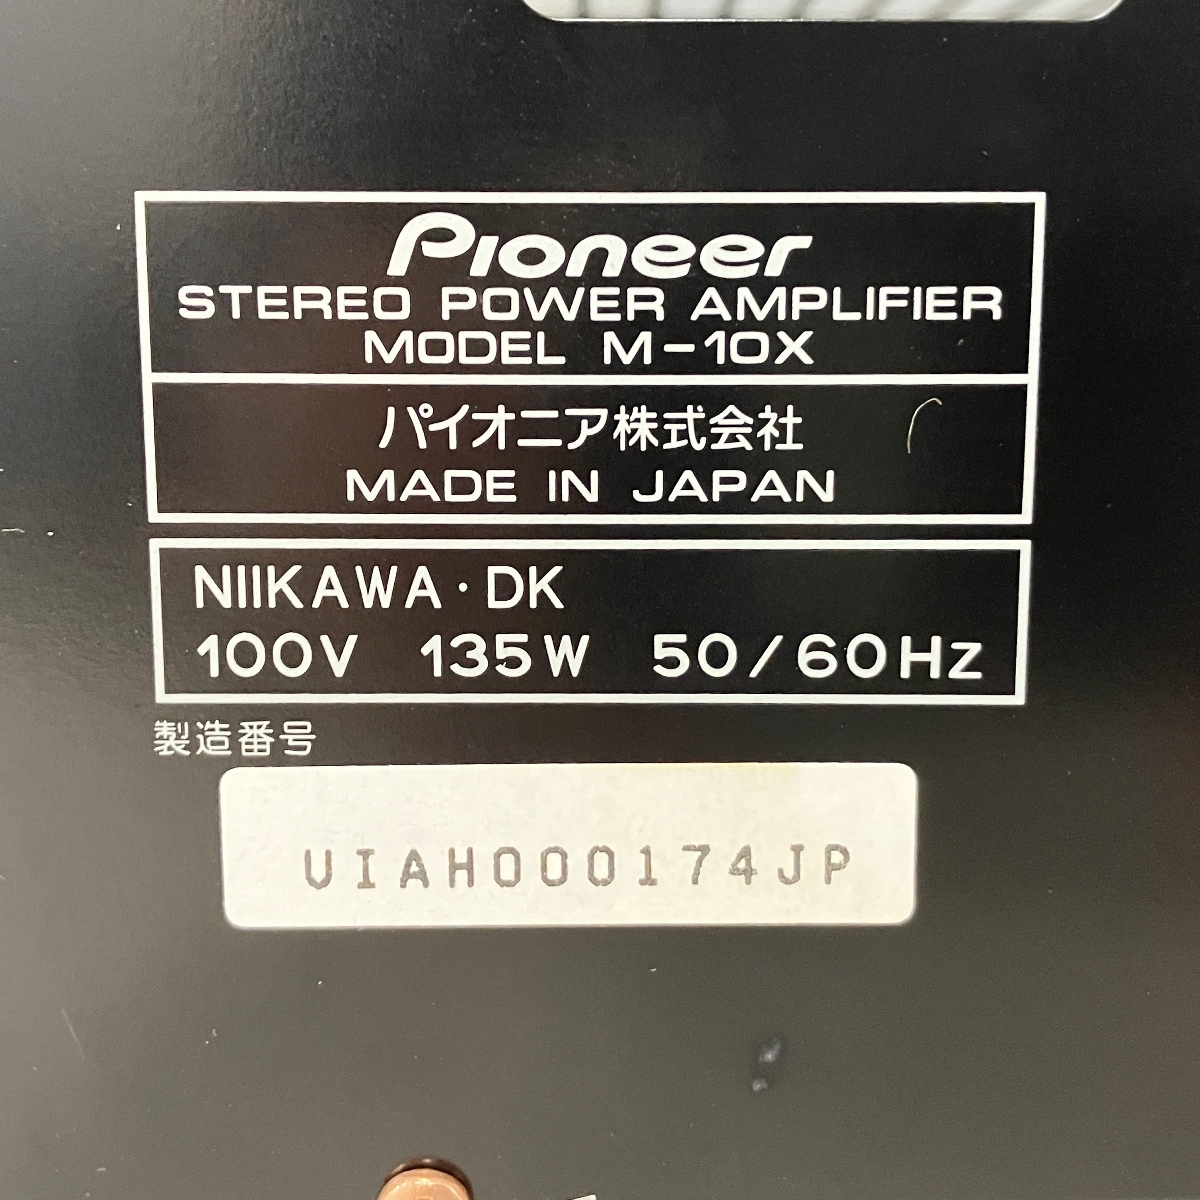 Pioneer
STEREO POWER AMPLIFIER
MODEL M-10X
パイオニア株式会社
MADE IN JAPAN
NIIKAWA·DK
100V 135W 50/60Hz
製造番号
UIAH000174JP